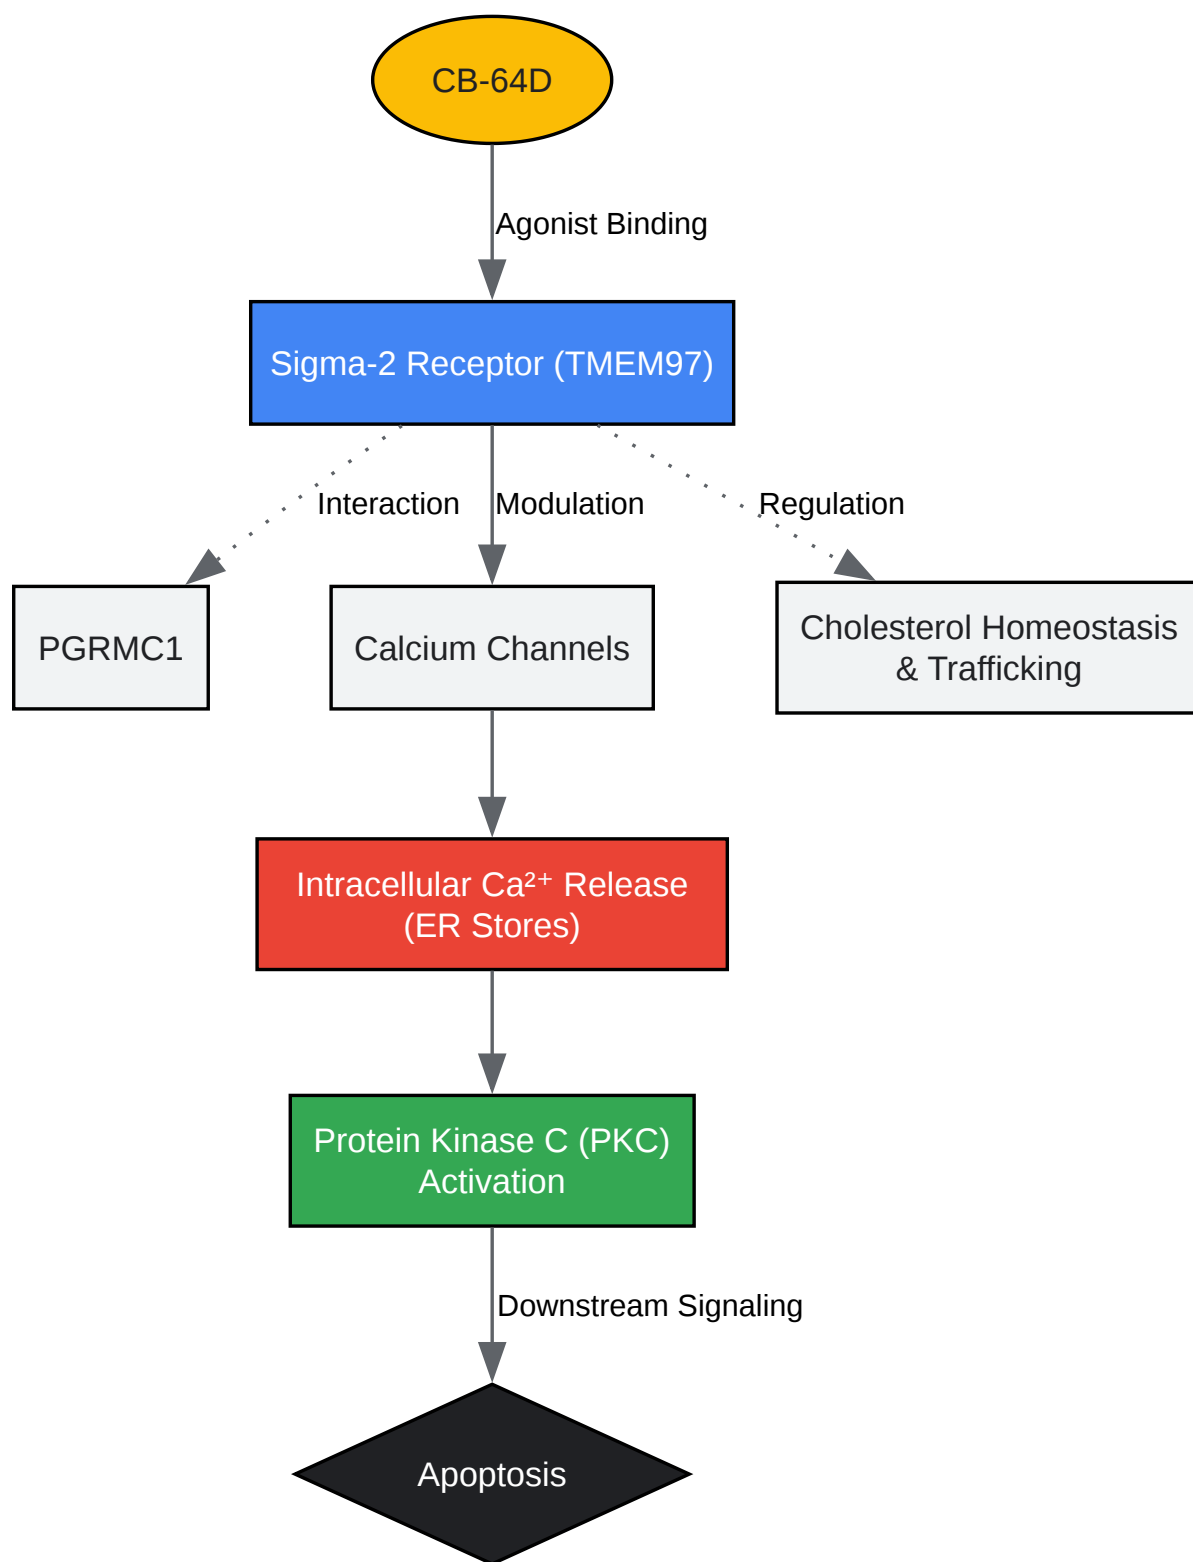 CB-64D
Agonist Binding
Sigma-2 Receptor (TMEM97)
Interaction
Modulation
Regulation
PGRMC1
Calcium Channels
Cholesterol Homeostasis
& Trafficking
Intracellular Ca²⁺ Release
(ER Stores)
Protein Kinase C (PKC)
Activation
Downstream Signaling
Apoptosis